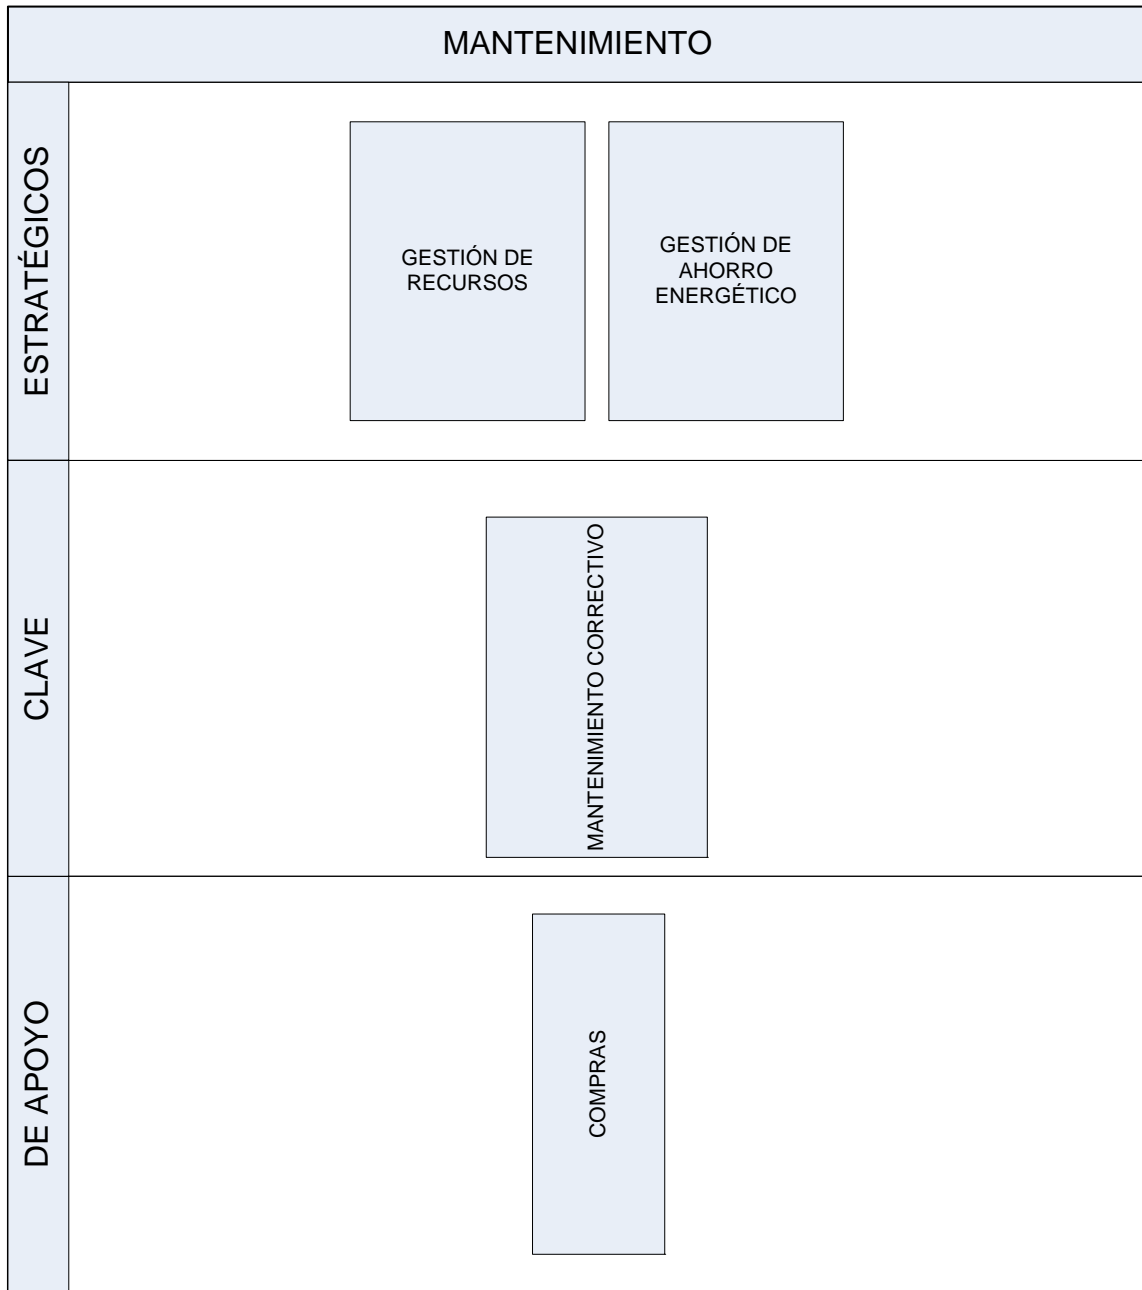 MANTENIMIENTO
ESTRATÉGICOS
GESTIÓN DE
RECURSOS
GESTIÓN DE
AHORRO
ENERGÉTICO
CLAVE
MANTENIMIENTO CORRECTIVO
DE APOYO
COMPRAS